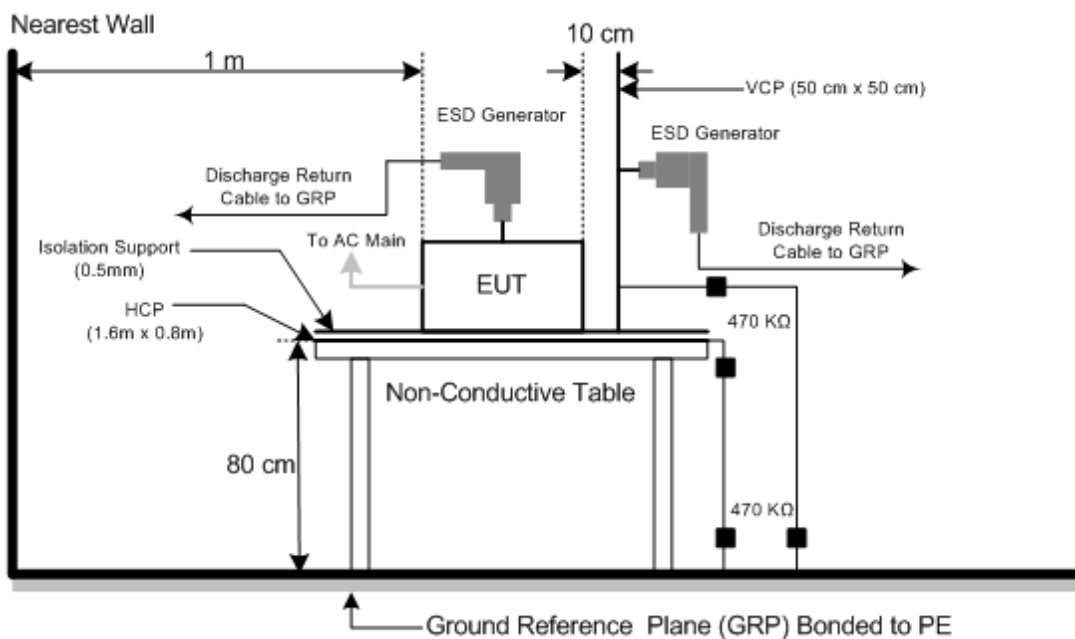 Nearest Wall
1 m
10 cm
VCP (50 cm x 50 cm)
ESD Generator
ESD Generator
Discharge Return
Cable to GRP
Discharge Return
Cable to GRP
To AC Main
Isolation Support
(0.5mm)
EUT
HCP
(1.6m x 0.8m)
470 KΩ
Non-Conductive Table
80 cm
470 KΩ
Ground Reference Plane (GRP) Bonded to PE